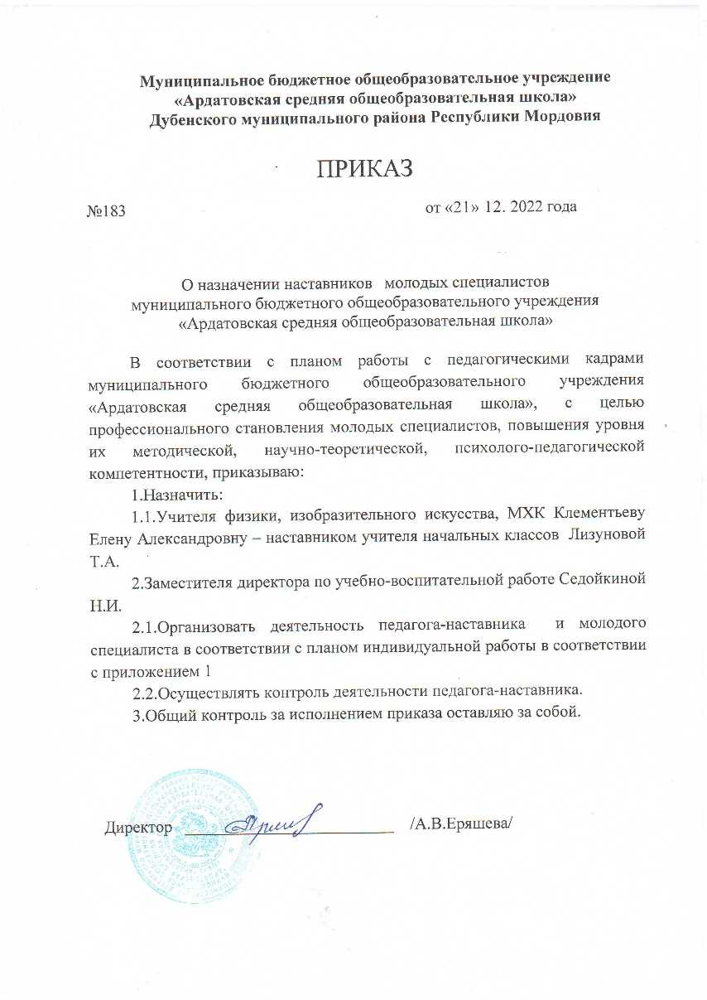 Муниципальное бюджетное общеобразовательное учреждение
«Ардатовская средняя общеобразовательная школа»
Дубенского муниципального района Республики Мордовия
ПРИКАЗ
№183
от «21» 12. 2022 года
О назначении наставников молодых специалистов
муниципального бюджетного общеобразовательного учреждения
«Ардатовская средняя общеобразовательная школа»
В соответствии с планом работы с педагогическими кадрами
муниципального бюджетного общеобразовательного учреждения
«Ардатовская средняя общеобразовательная школа», с целью
профессионального становления молодых специалистов, повышения уровня
их методической, научно-теоретической, психолого-педагогической
компетентности, приказываю:
1.Назначить:
1.1.Учителя физики, изобразительного искусства, МХК Клементьеву
Елену Александровну – наставником учителя начальных классов Лизуновой
Т.А.
2.Заместителя директора по учебно-воспитательной работе Седойкиной
Н.И.
2.1.Организовать деятельность педагога-наставника и молодого
специалиста в соответствии с планом индивидуальной работы в соответствии
с приложением 1
2.2.Осуществлять контроль деятельности педагога-наставника.
3.Общий контроль за исполнением приказа оставляю за собой.
Директор /А.В.Еряшева/